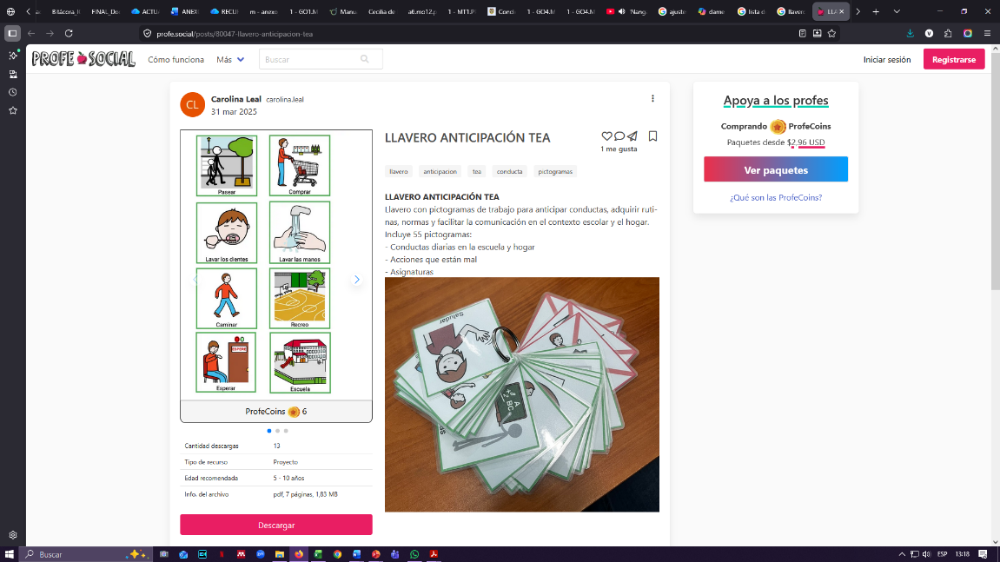 Bitácora_I
FINAL_Dor
ACTU
ANEX
RECU
m - anexo
1 - GO1.M
Manu
Cecilia de
a6.mo12.p
1 - MT1.P
Condi
1 - GO4.M
1 - GO4.M
"Nang
ajuste
dame
lista d
llavero
LLA
profe.social/posts/80047-llavero-anticipacion-tea
PROFE SOCIAL
Cómo funciona
Más
Buscar
Iniciar sesión
Registrarse
CL
Carolina Leal carolina.leal
31 mar 2025
Pasear
Comprar
Lavar los dientes
Lavar las manos
Caminar
Recreo
ESPERE
Esperar
Escuela
ProfeCoins 6
Cantidad descargas 13
Tipo de recurso Proyecto
Edad recomendada 5 - 10 años
Info. del archivo pdf, 7 páginas, 1,83 MB
Descargar
LLAVERO ANTICIPACIÓN TEA
1 me gusta
llavero anticipacion tea conducta pictogramas
LLAVERO ANTICIPACIÓN TEA
Llavero con pictogramas de trabajo para anticipar conductas, adquirir ruti-
nas, normas y facilitar la comunicación en el contexto escolar y el hogar.
Incluye 55 pictogramas:
- Conductas diarias en la escuela y hogar
- Acciones que están mal
- Asignaturas
Saludar
A
BC
Apoya a los profes
Comprando ProfeCoins
Paquetes desde $2.96 USD
Ver paquetes
¿Qué son las ProfeCoins?
Buscar
ESP
13:18